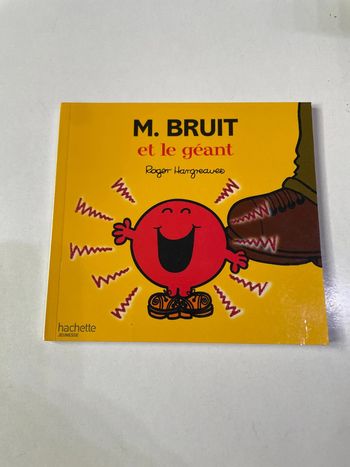 M. BRUIT
et le géant
Roger Hargreaves
hachette
JEUNESSE